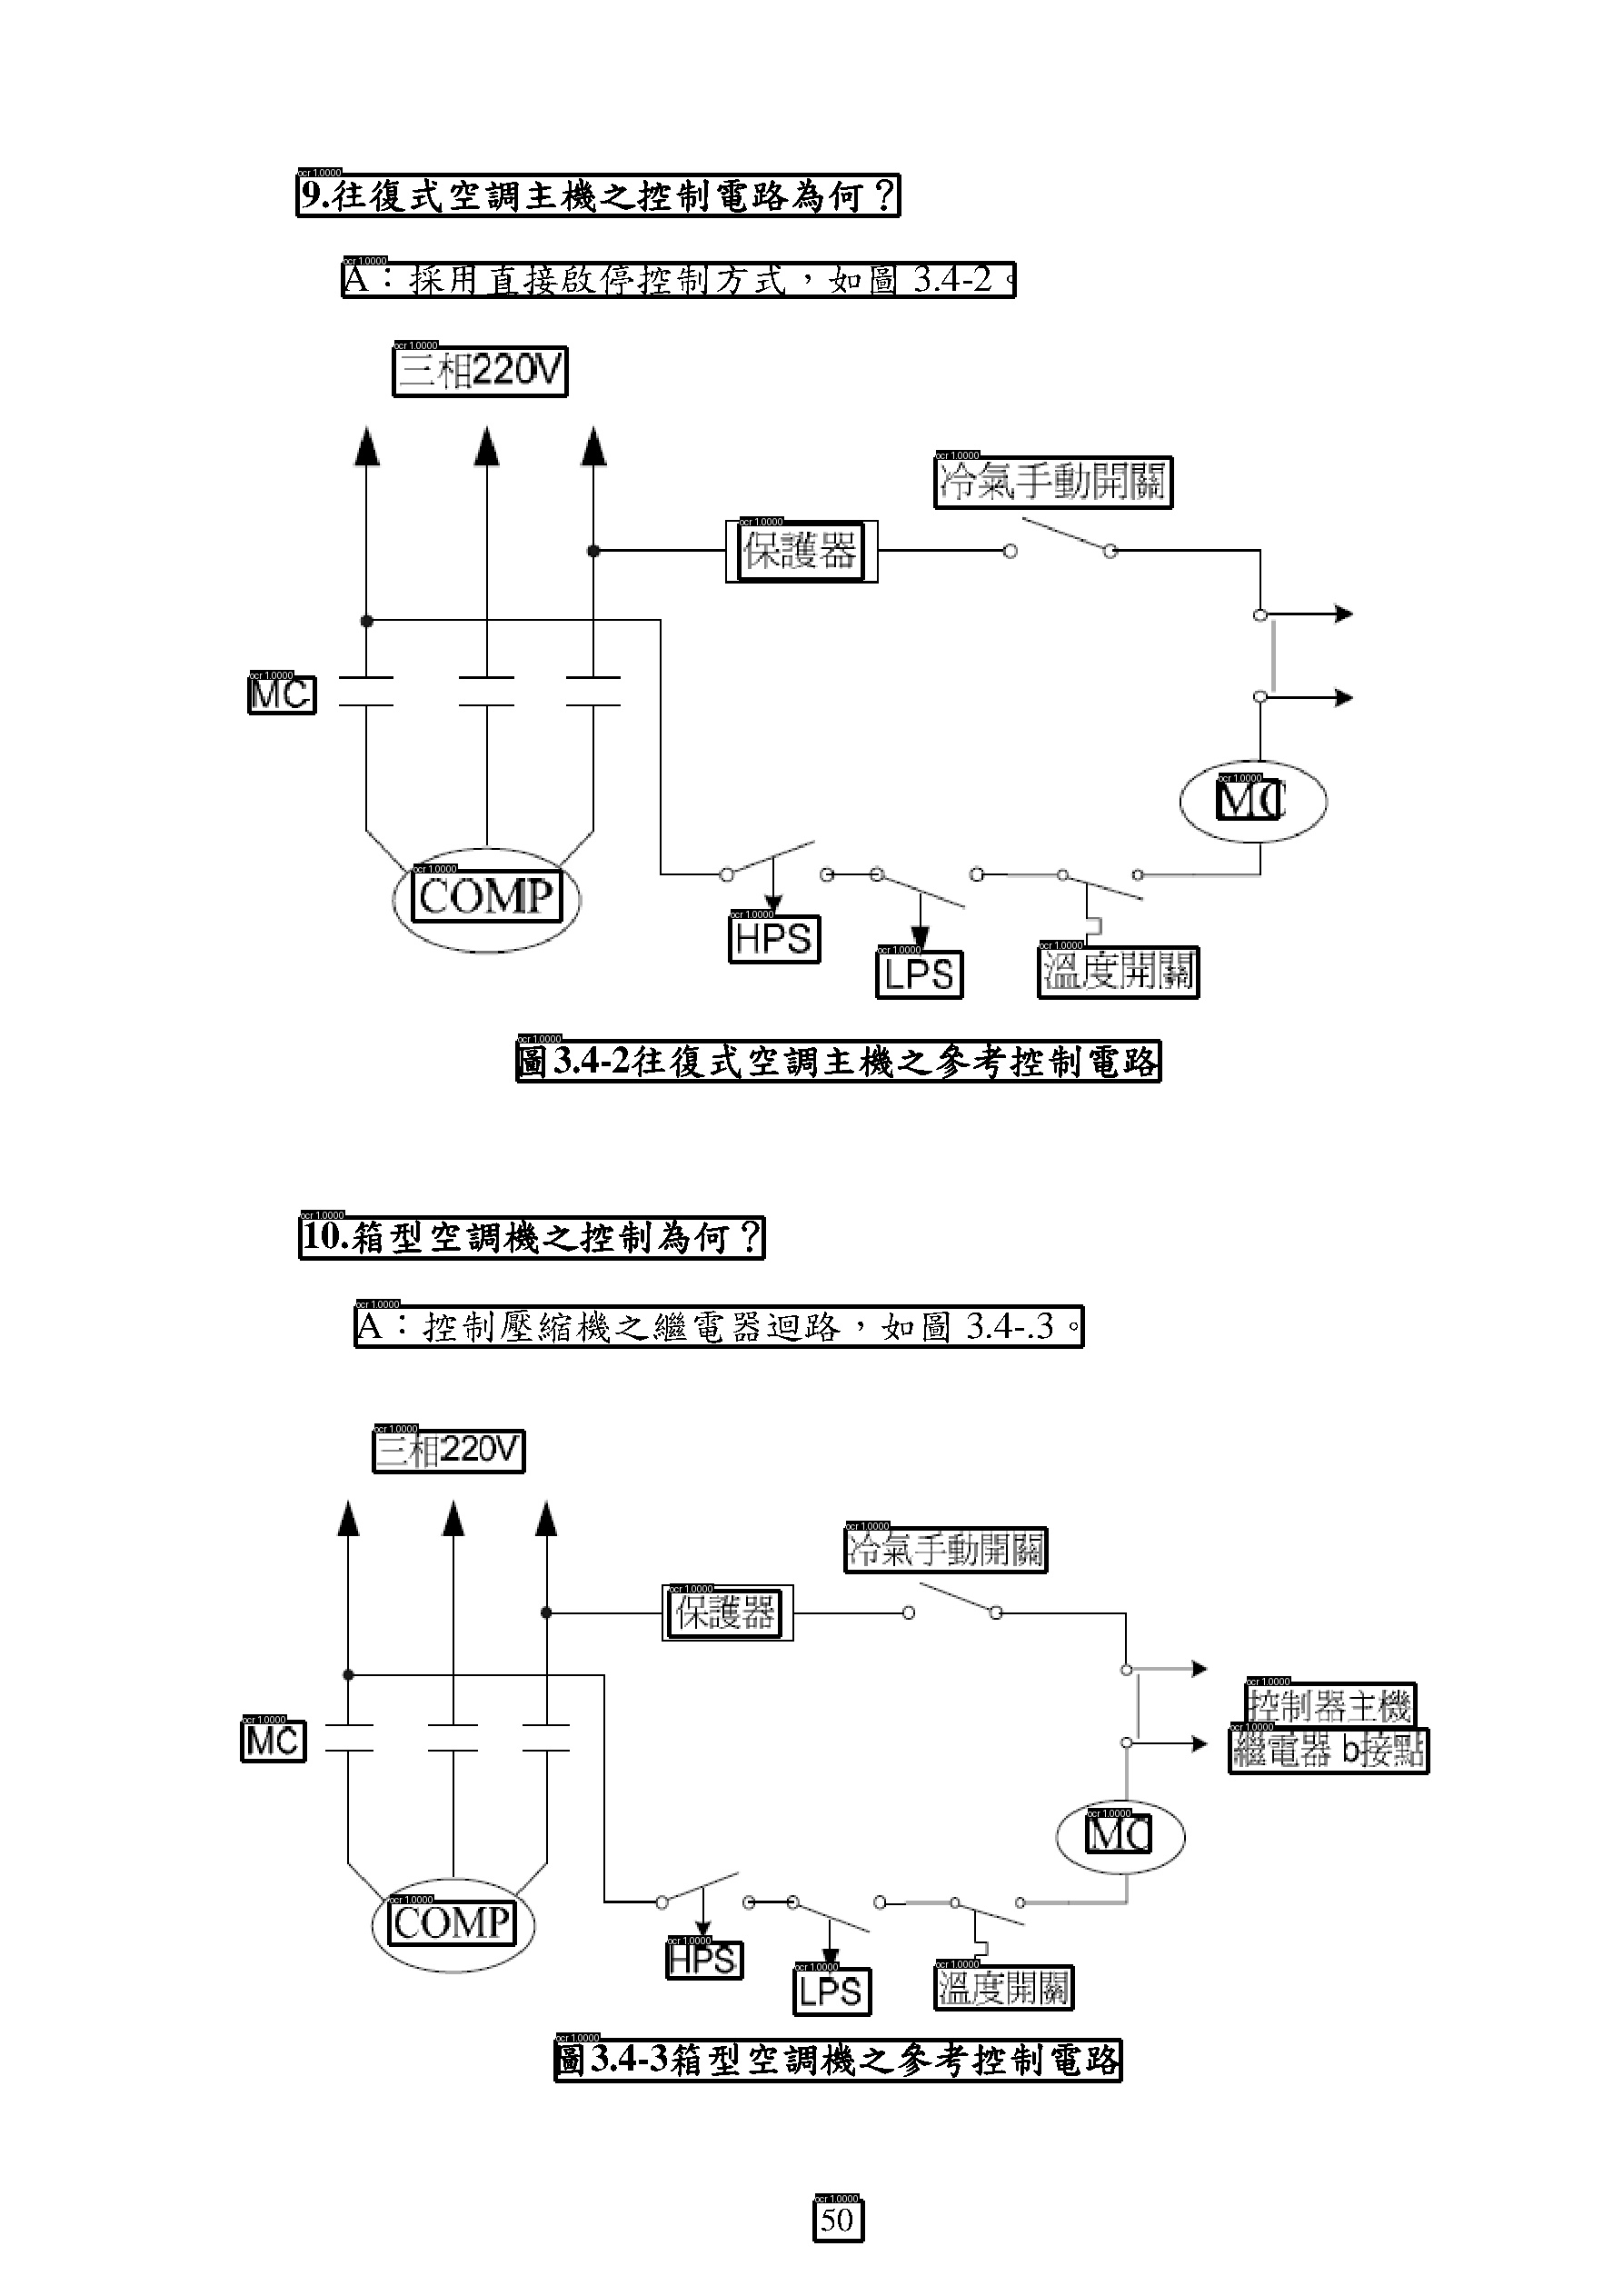 9.往復式空調主機之控制電路為何？
A：採用直接啟停控制方式，如圖 3.4-2。
三相220V
冷氣手動開關
保護器
MC
MC
COMP
HPS
LPS
溫度開關
圖3.4-2往復式空調主機之參考控制電路
10.箱型空調機之控制為何？
A：控制壓縮機之繼電器迴路，如圖 3.4-.3。
三相220V
冷氣手動開關
保護器
控制器主機
繼電器 b接點
MC
MC
COMP
HPS
LPS
溫度開關
圖3.4-3箱型空調機之參考控制電路
50